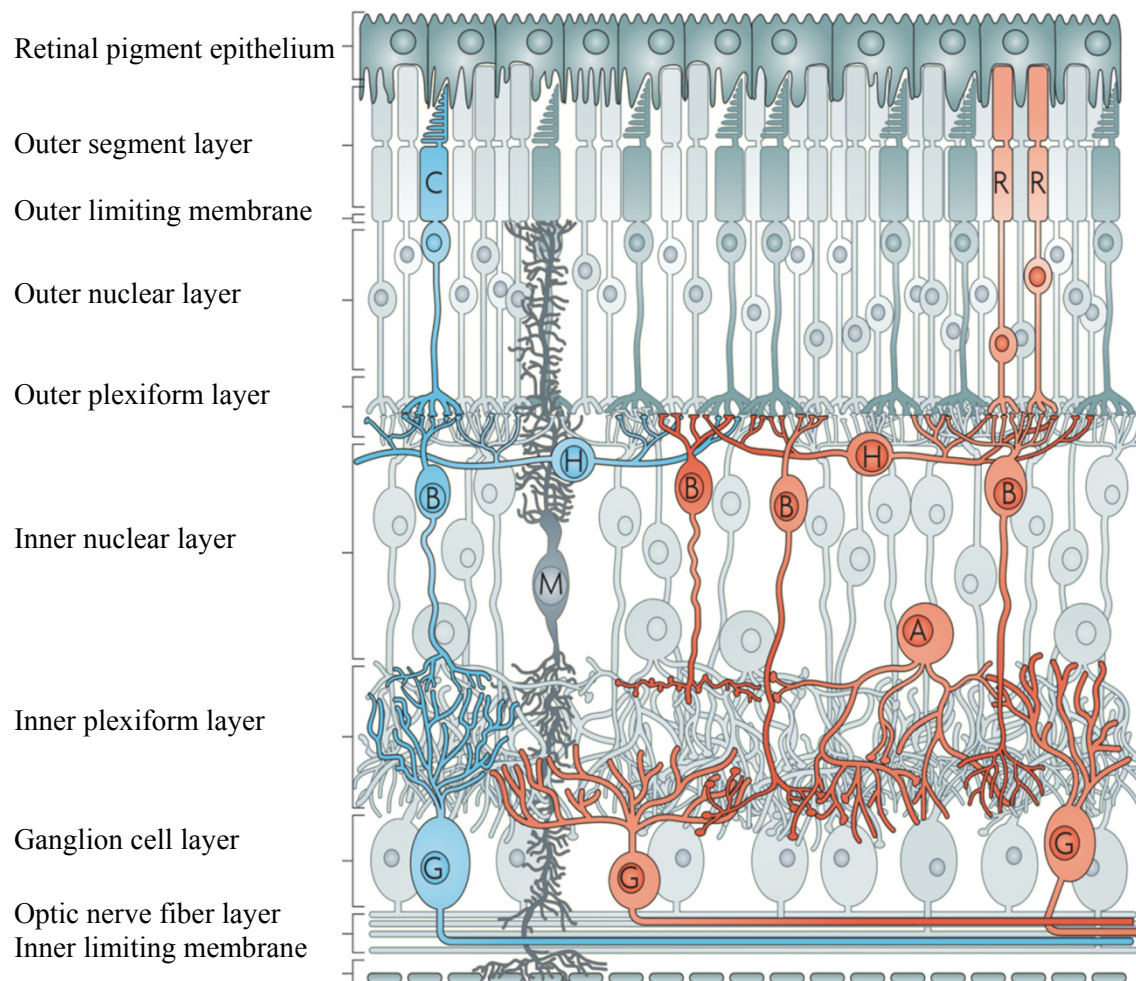 Retinal pigment epithelium
Outer segment layer
C
R R
Outer limiting membrane
Outer nuclear layer
Outer plexiform layer
H H
B B B B
Inner nuclear layer
M
A
Inner plexiform layer
Ganglion cell layer
G G G
Optic nerve fiber layer
Inner limiting membrane